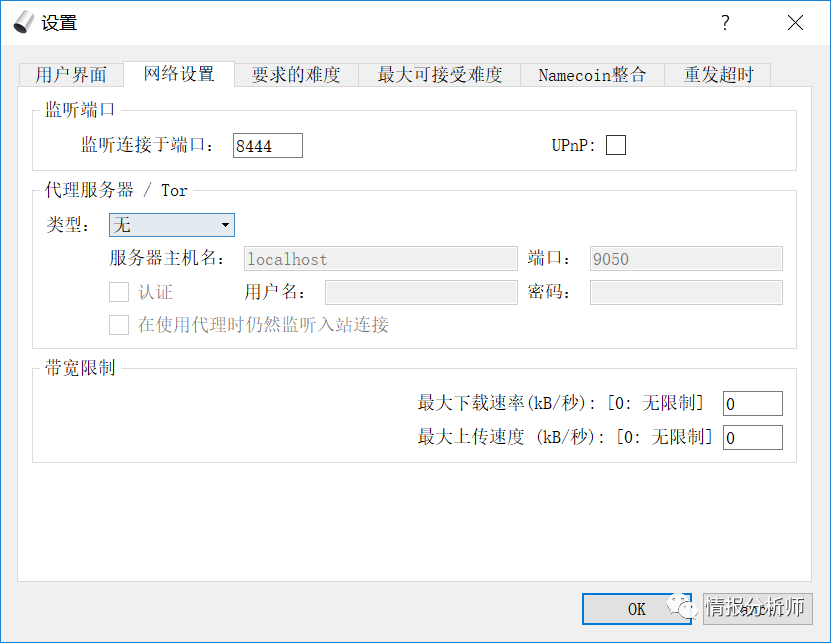 设置 ?
用户界面 网络设置 要求的难度 最大可接受难度 Namecoin整合 重发超时
监听端口
监听连接于端口: 8444 UPnP:
代理服务器 / Tor
类型: 无
服务器主机名: localhost 端口: 9050
认证 用户名: 密码:
在使用代理时仍然监听入站连接
带宽限制
最大下载速率(kB/秒): [0: 无限制] 0
最大上传速度 (kB/秒): [0: 无限制] 0
OK 情报分析师